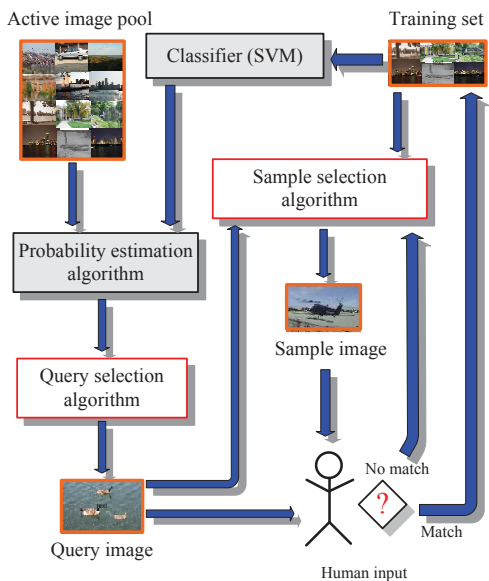 Active image pool
Training set
Classifier (SVM)
Sample selection
algorithm
Probability estimation
algorithm
Sample image
Query selection
algorithm
No match
?
Match
Query image
Human input